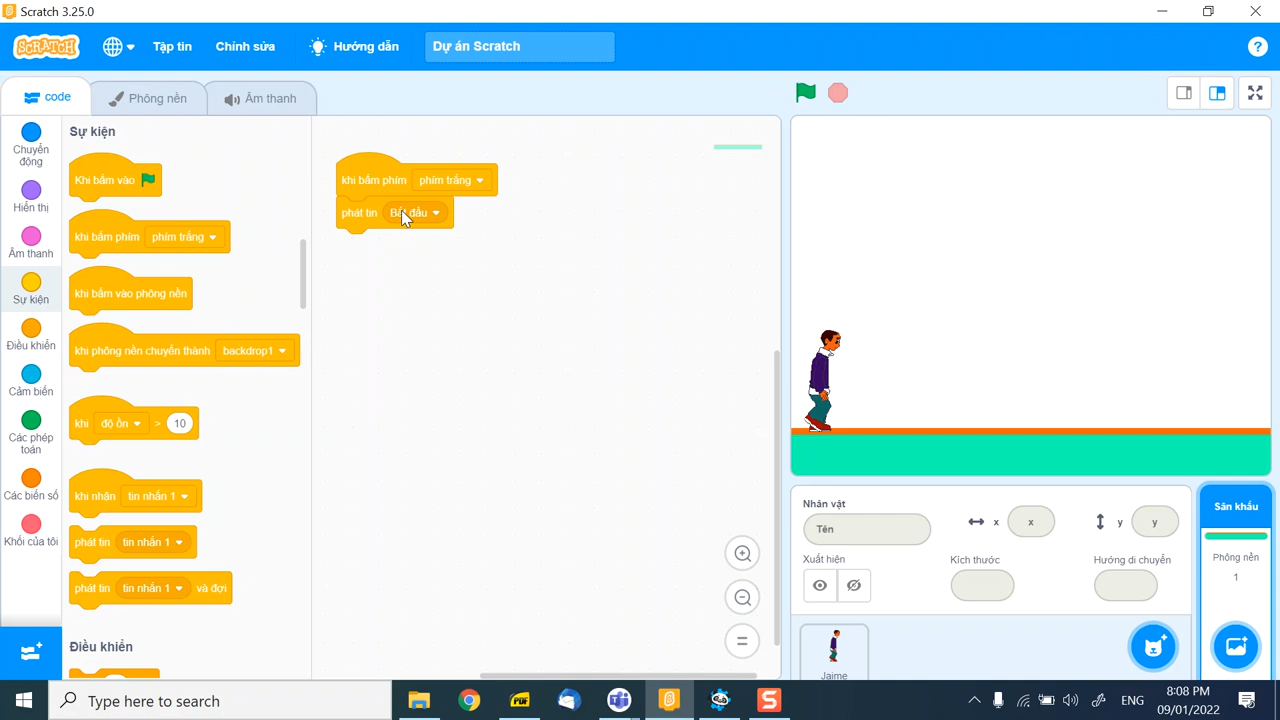 Scratch 3.25.0
SCRATCH
Tập tin
Chỉnh sửa
Hướng dẫn
Dự án Scratch
?
code
Phông nền
Âm thanh
Chuyển động
Hiển thị
Âm thanh
Sự kiện
Điều khiển
Cảm biến
Các phép toán
Các biến số
Khối của tôi
Sự kiện
Khi bấm vào
khi bấm phím phím trắng
khi bấm vào phông nền
khi phông nền chuyển thành backdrop1
khi độ ồn > 10
khi nhận tin nhắn 1
phát tin tin nhắn 1
phát tin tin nhắn 1 và đợi
Điều khiển
khi bấm phím phím trắng
phát tin Bắt đầu
Nhân vật
Tên
x x
y y
Xuất hiện
Kích thước
Hướng di chuyển
Jaime
Sân khấu
Phông nền
1
Type here to search
PDF
ENG
8:08 PM
09/01/2022